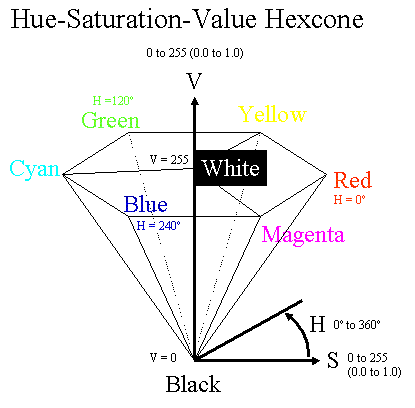 Hue-Saturation-Value Hexcone
0 to 255 (0.0 to 1.0)
V
H =120°
Green
Yellow
Cyan
V = 255
White
Red
H = 0°
Blue
H = 240°
Magenta
H 0° to 360°
V = 0
S 0 to 255
(0.0 to 1.0)
Black